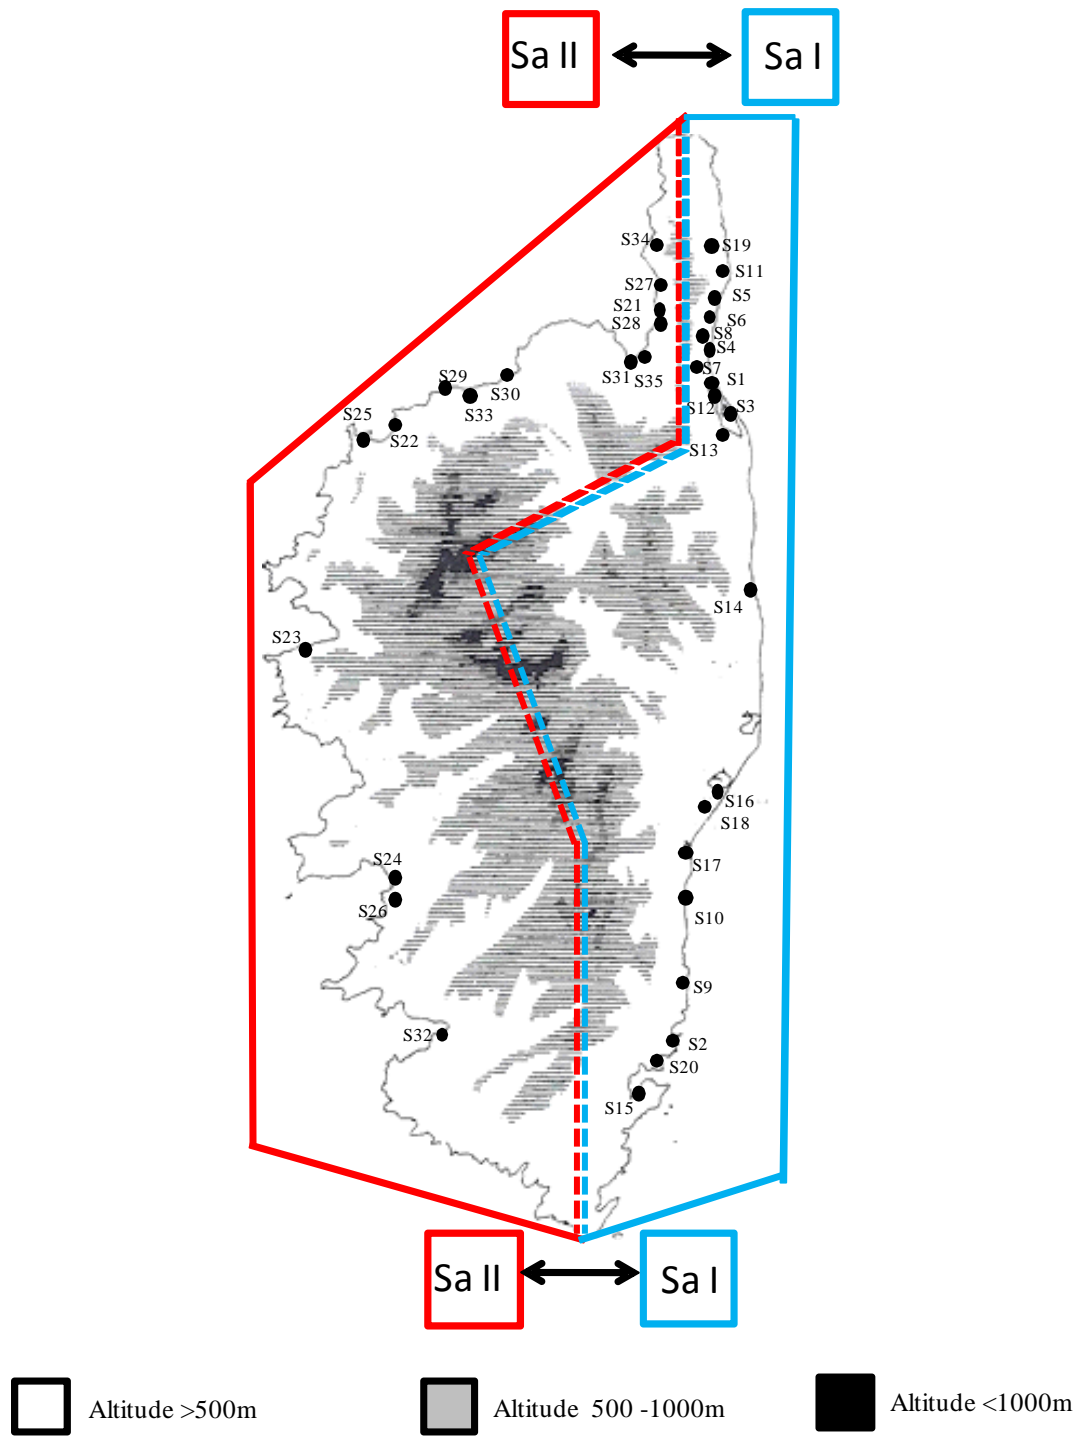 Sa II
Sa I
S34
S19
S11
S27
S5
S21
S6
S28
S8
S4
S7
S31
S35
S1
S29
S30
S12
S3
S33
S25
S22
S13
S14
S23
S16
S18
S24
S17
S26
S10
S9
S32
S2
S20
S15
Sa II
Sa I
Altitude >500m
Altitude 500 -1000m
Altitude <1000m